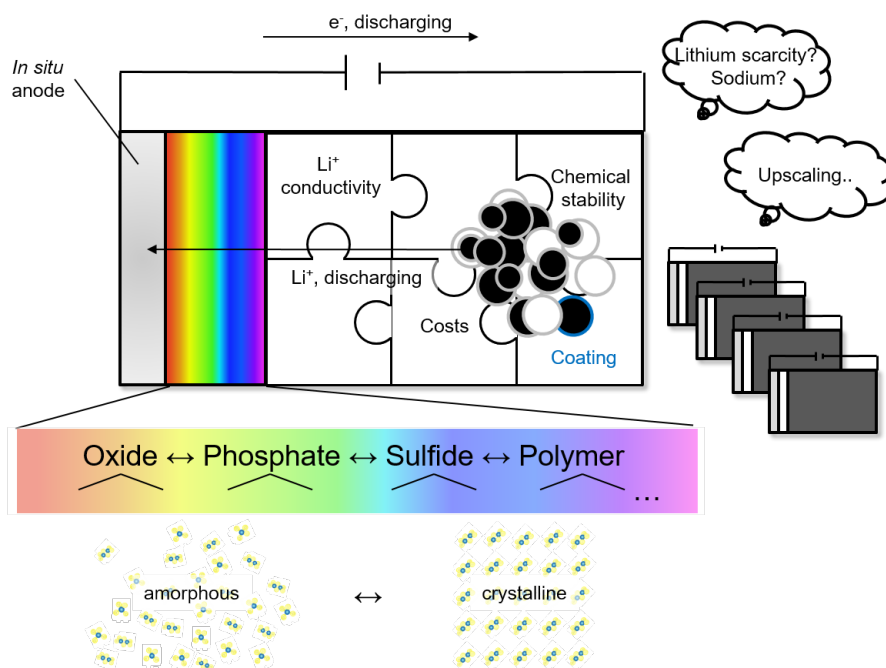 e⁻, discharging
In situ
anode
Lithium scarcity?
Sodium?
Upscaling..
Li⁺
conductivity
Chemical
stability
Li⁺, discharging
Costs
Coating
Oxide ↔ Phosphate ↔ Sulfide ↔ Polymer
...
amorphous ↔ crystalline